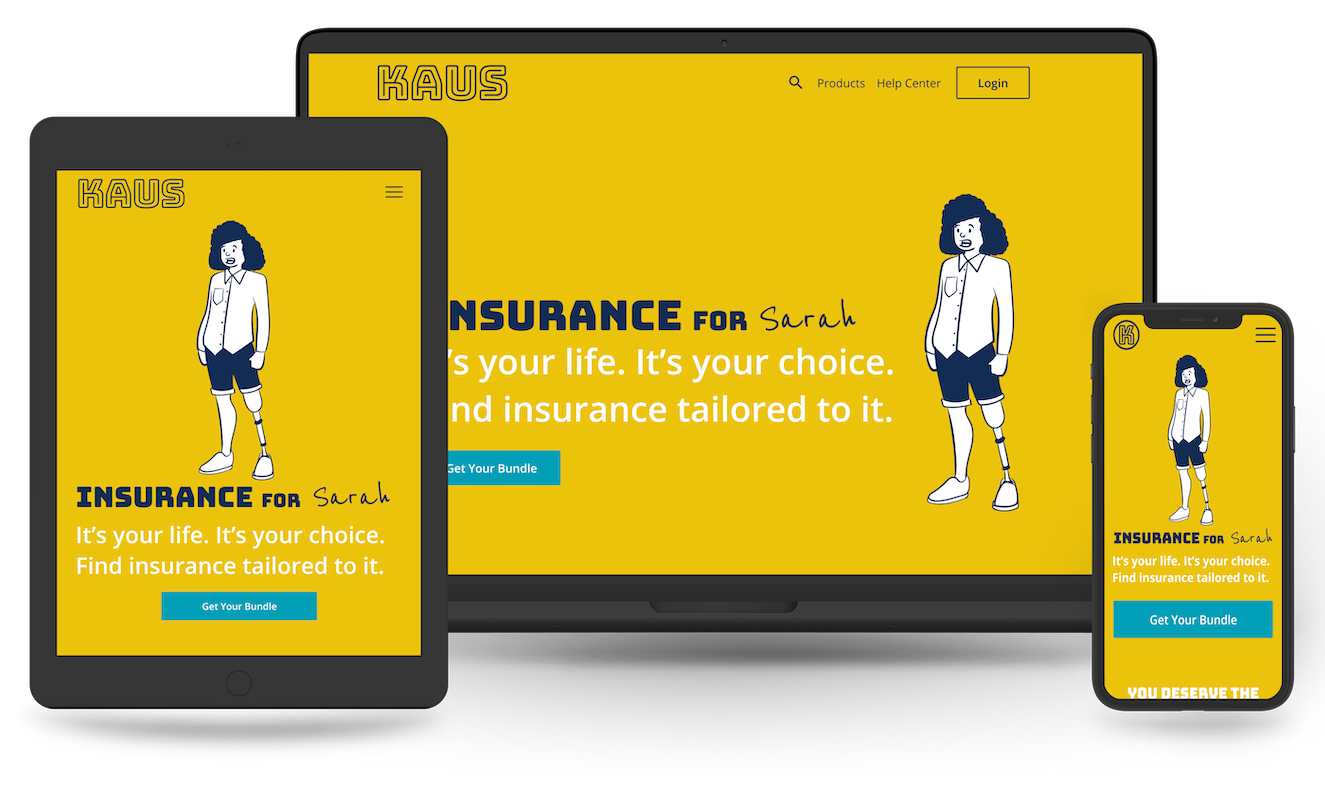 KAUS
Products Help Center Login
NSURANCE FOR Sarah
's your life. It's your choice.
nd insurance tailored to it.
Get Your Bundle
KAUS
INSURANCE FOR Sarah
It's your life. It's your choice.
Find insurance tailored to it.
Get Your Bundle
K
INSURANCE FOR Sarah
It's your life. It's your choice.
Find insurance tailored to it.
Get Your Bundle
YOU DESERVE THE